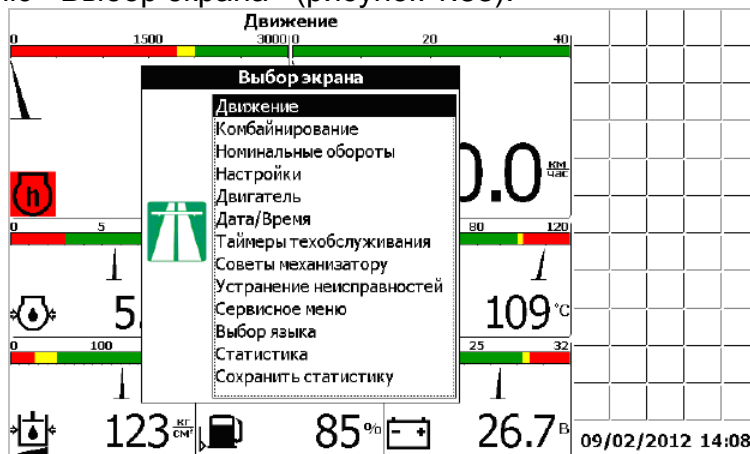 "Выбор экрана" (рисунок
Движение
0 1500 3000 0 20 40
Выбор экрана
Движение
Комбайнирование
Номинальные обороты
Настройки
Двигатель
Дата/Время
Таймеры техобслуживания
Советы механизатору
Устранение неисправностей
Сервисное меню
Выбор языка
Статистика
Сохранить статистику
0.0 км/час
h
0 5 80 120
5. 109 °C
0 100 25 32
123 кг/см² 85 % 26.7 В
09/02/2012 14:08